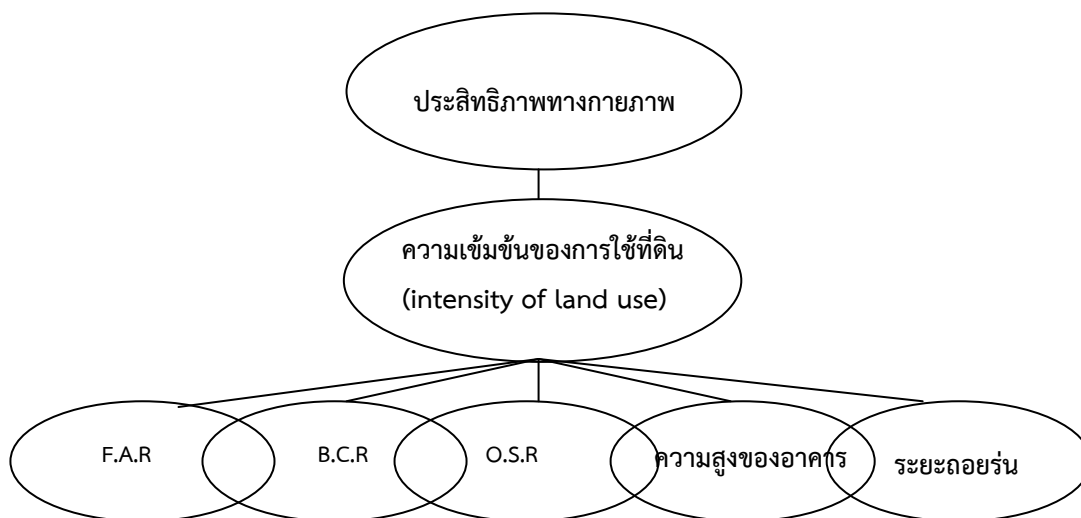 ประสิทธิภาพทางกายภาพ
ความเข้มข้นของการใช้ที่ดิน
(intensity of land use)
F.A.R
B.C.R
O.S.R
ความสูงของอาคาร
ระยะถอยร่น